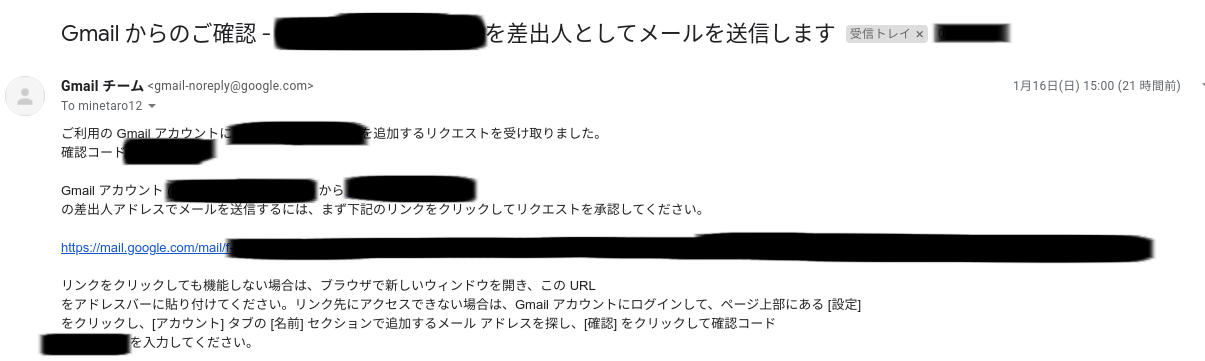 Gmail からのご確認 - を差出人としてメールを送信します 受信トレイ ×
Gmail チーム <gmail-noreply@google.com> 1月16日(日) 15:00 (21 時間前)
To minetaro12
ご利用の Gmail アカウントに を追加するリクエストを受け取りました。
確認コード
Gmail アカウント から
の差出人アドレスでメールを送信するには、まず下記のリンクをクリックしてリクエストを承認してください。
https://mail.google.com/mail/f-
リンクをクリックしても機能しない場合は、ブラウザで新しいウィンドウを開き、この URL
をアドレスバーに貼り付けてください。リンク先にアクセスできない場合は、Gmail アカウントにログインして、ページ上部にある [設定]
をクリックし、[アカウント] タブの [名前] セクションで追加するメール アドレスを探し、[確認] をクリックして確認コード
を入力してください。